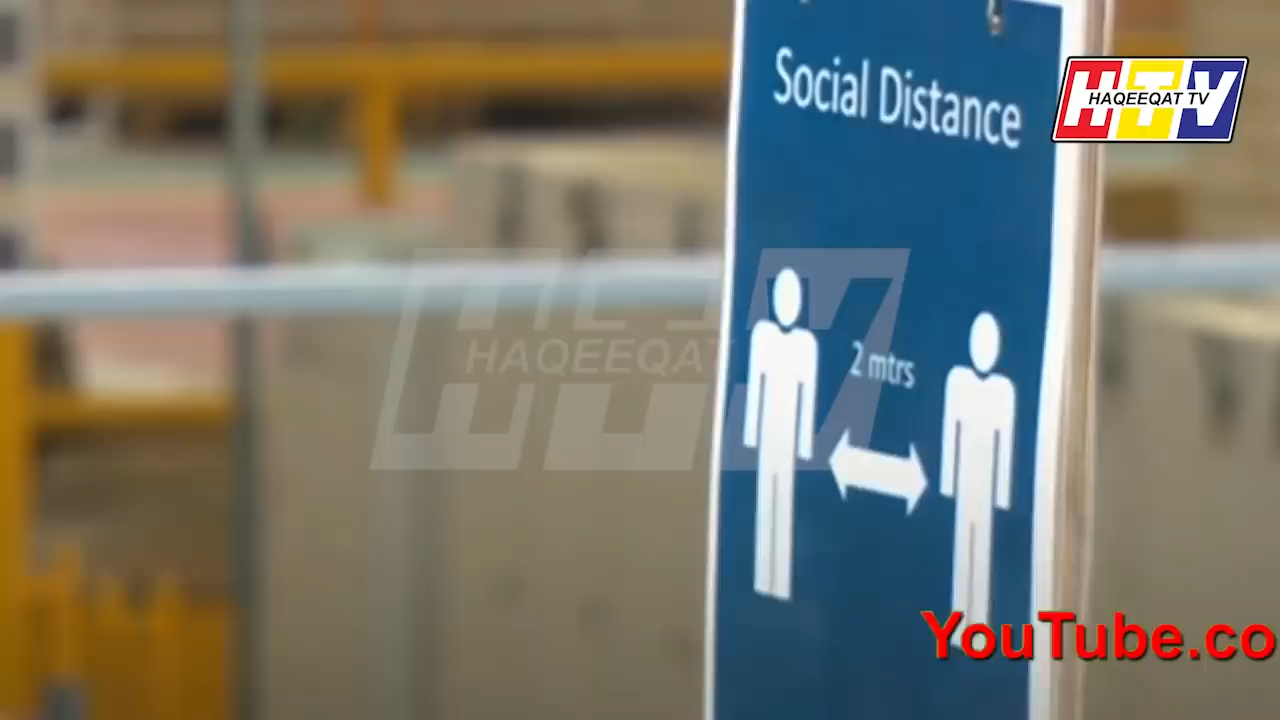 Social Distance
HTV
HAQEEQAT TV
HAQEEQAT
2 mtrs
YouTube.co